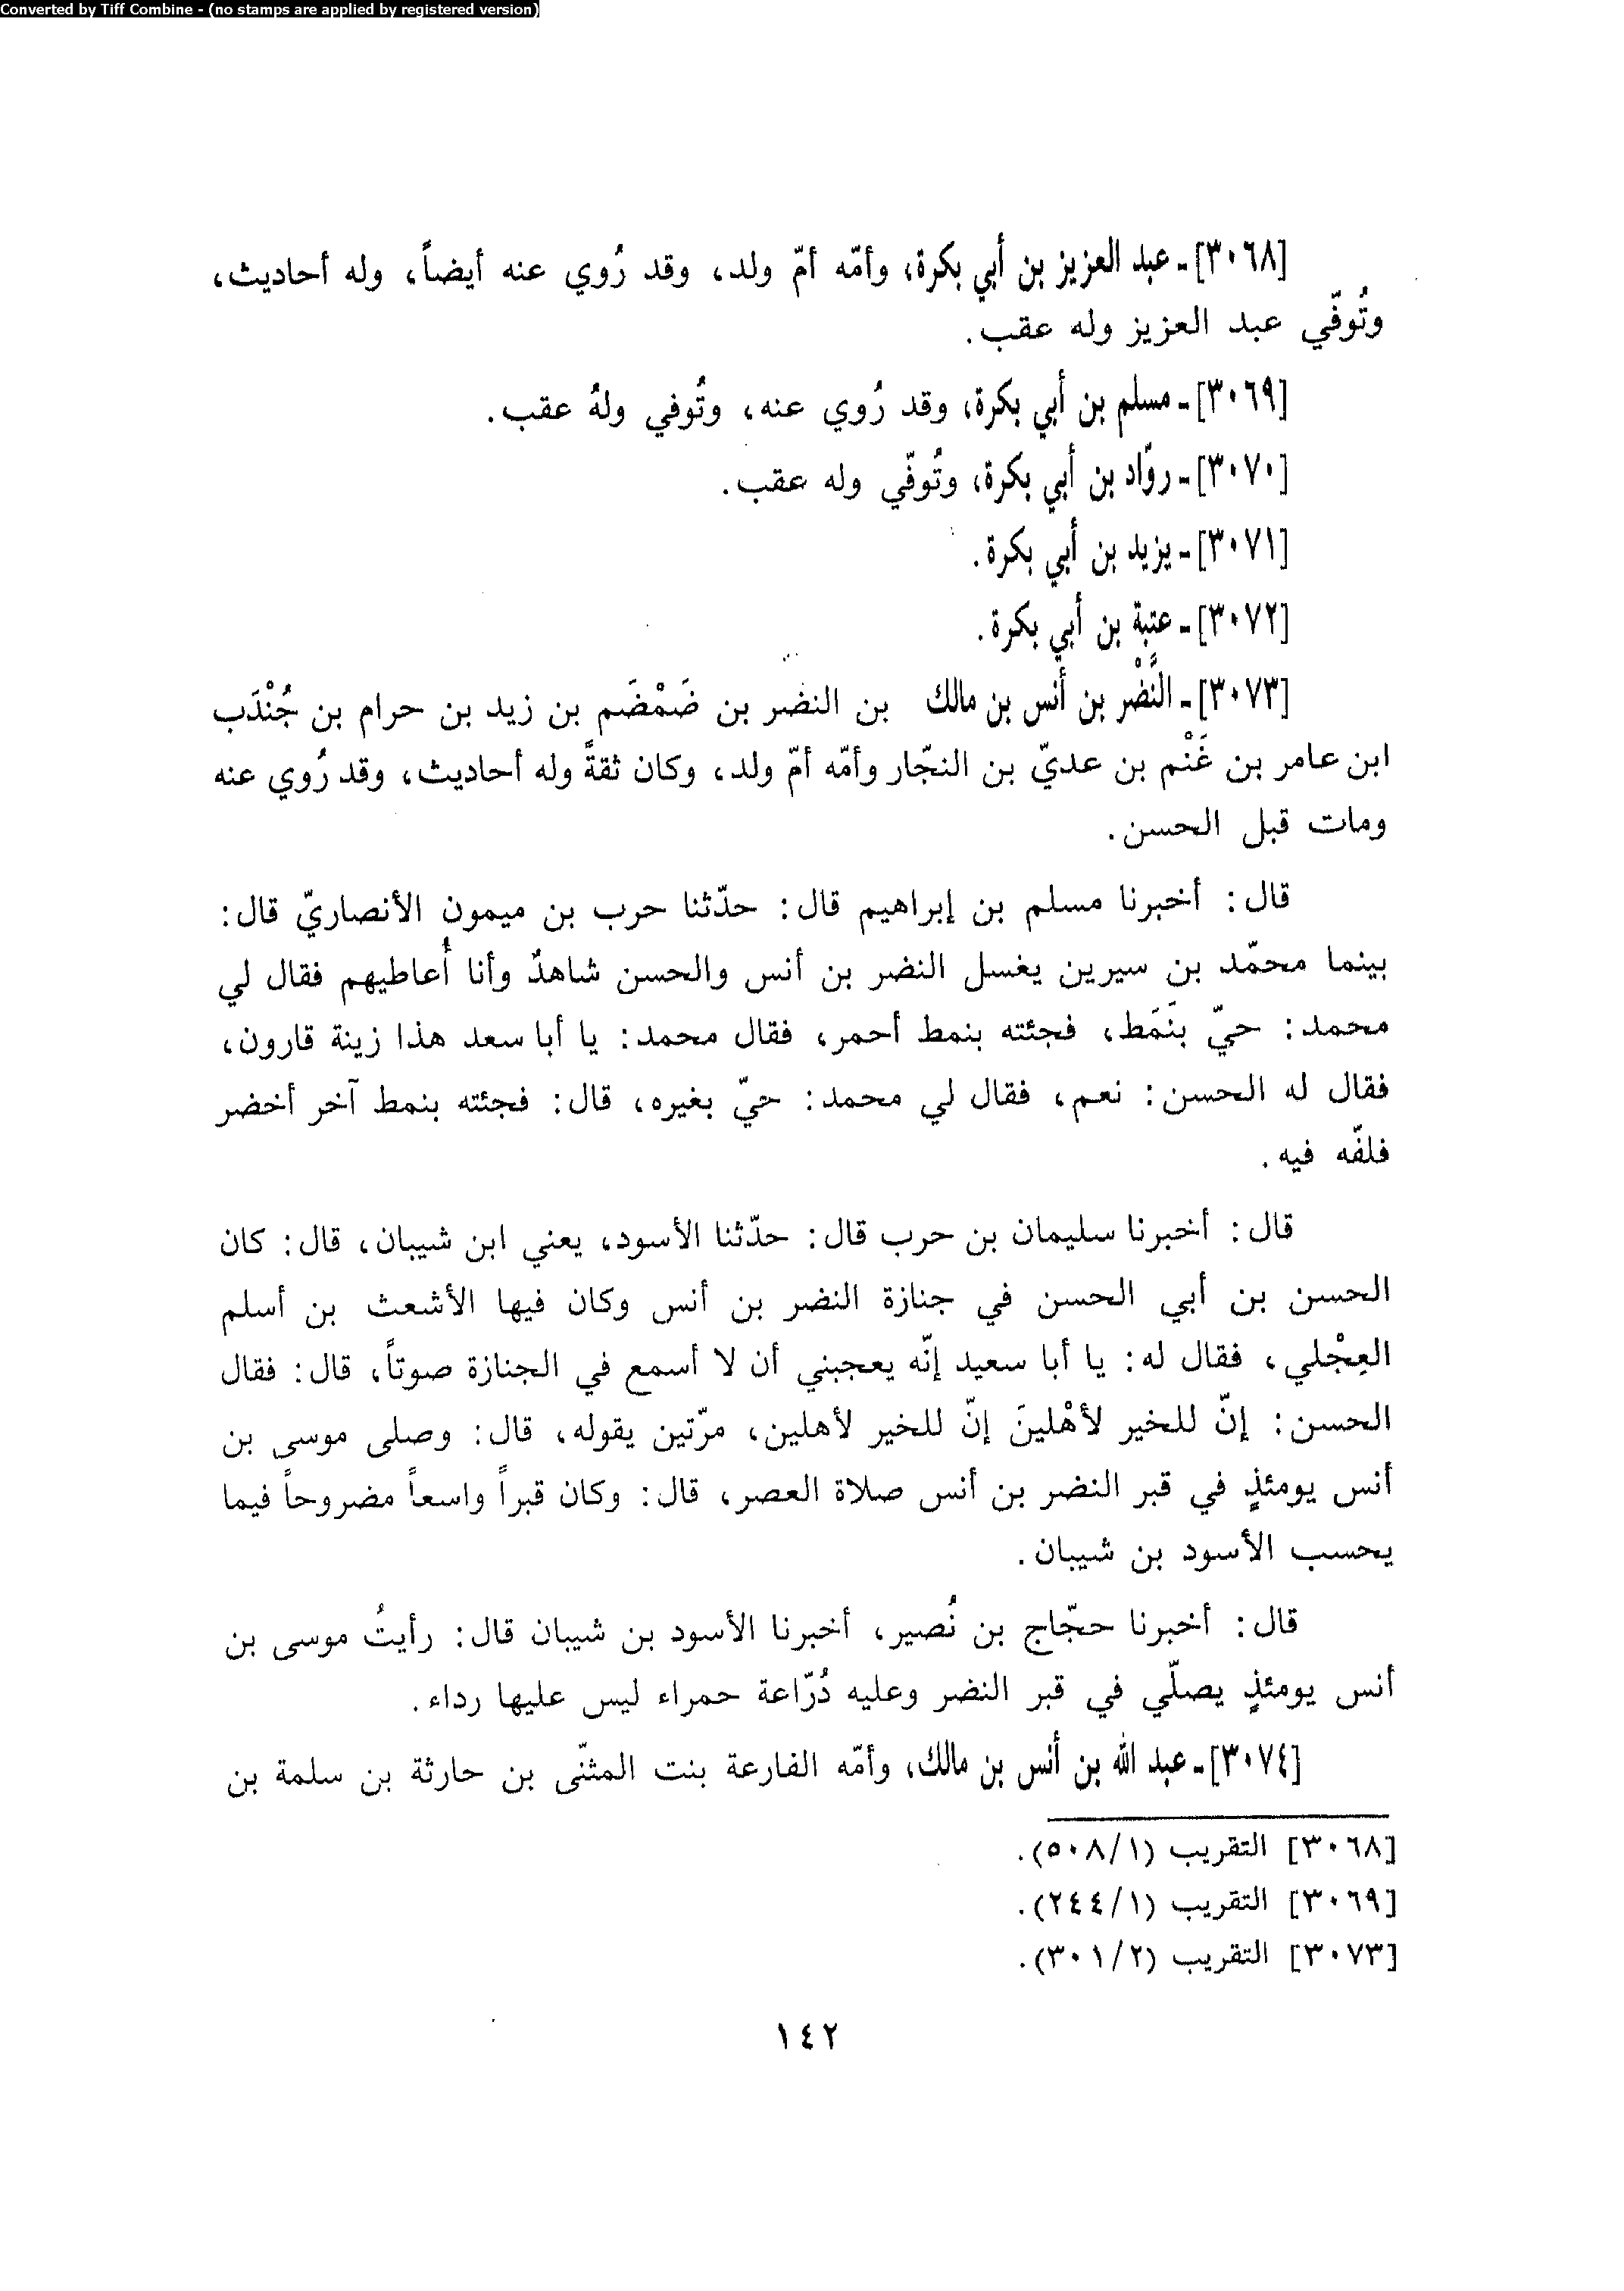 Converted by Tiff Combine - (no stamps are applied by registered version)
[٣٠٦٨] ـ عبد العزيز بن أبي بكرة، وأمّه أمّ ولد، وقد رُوي عنه أيضاً، وله أحاديث،
وتُوفّي عبد العزيز وله عقب.
[٣٠٦٩] ـ مسلم بن أبي بكرة، وقد رُوي عنه، وتُوفي ولهُ عقب.
[٣٠٧٠] ـ روّاد بن أبي بكرة، وتُوفّي وله عقب.
[٣٠٧١] ـ يزيد بن أبي بكرة.
[٣٠٧٢] ـ عتبة بن أبي بكرة.
[٣٠٧٣] ـ النَّضْر بن أنس بن مالك بن النضر بن ضَمْضَم بن زيد بن حرام بن جُنْدَب
ابن عامر بن غَنْم بن عديّ بن النجّار وأمّه أمّ ولد، وكان ثقةً وله أحاديث، وقد رُوي عنه
ومات قبل الحسن.
قال: أخبرنا مسلم بن إبراهيم قال: حدّثنا حرب بن ميمون الأنصاريّ قال:
بينما محمّد بن سيرين يغسل النضر بن أنس والحسن شاهدٌ وأنا أُعاطيهم فقال لي
محمد: حيّ بنَمَط، فجئته بنمط أحمر، فقال محمد: يا أبا سعد هذا زينة قارون،
فقال له الحسن: نعم، فقال لي محمد: حيّ بغيره، قال: فجئته بنمط آخر أخضر
فلفّه فيه.
قال: أخبرنا سليمان بن حرب قال: حدّثنا الأسود، يعني ابن شيبان، قال: كان
الحسن بن أبي الحسن في جنازة النضر بن أنس وكان فيها الأشعث بن أسلم
العِجْلي، فقال له: يا أبا سعيد إنّه يعجبني أن لا أسمع في الجنازة صوتاً، قال: فقال
الحسن: إنّ للخير لأهْلينَ إنّ للخير لأهلين، مرّتين يقوله، قال: وصلى موسى بن
أنس يومئذٍ في قبر النضر بن أنس صلاة العصر، قال: وكان قبراً واسعاً مضروحاً فيما
يحسب الأسود بن شيبان.
قال: أخبرنا حجّاج بن نُصير، أخبرنا الأسود بن شيبان قال: رأيتُ موسى بن
أنس يومئذٍ يصلّي في قبر النضر وعليه دُرّاعة حمراء ليس عليها رداء.
[٣٠٧٤] ـ عبد الله بن أنس بن مالك، وأمّه الفارعة بنت المثنّى بن حارثة بن سلمة بن
[٣٠٦٨] التقريب (٥٠٨/١).
[٣٠٦٩] التقريب (٢٤٤/١).
[٣٠٧٣] التقريب (٣٠١/٢).
١٤٢